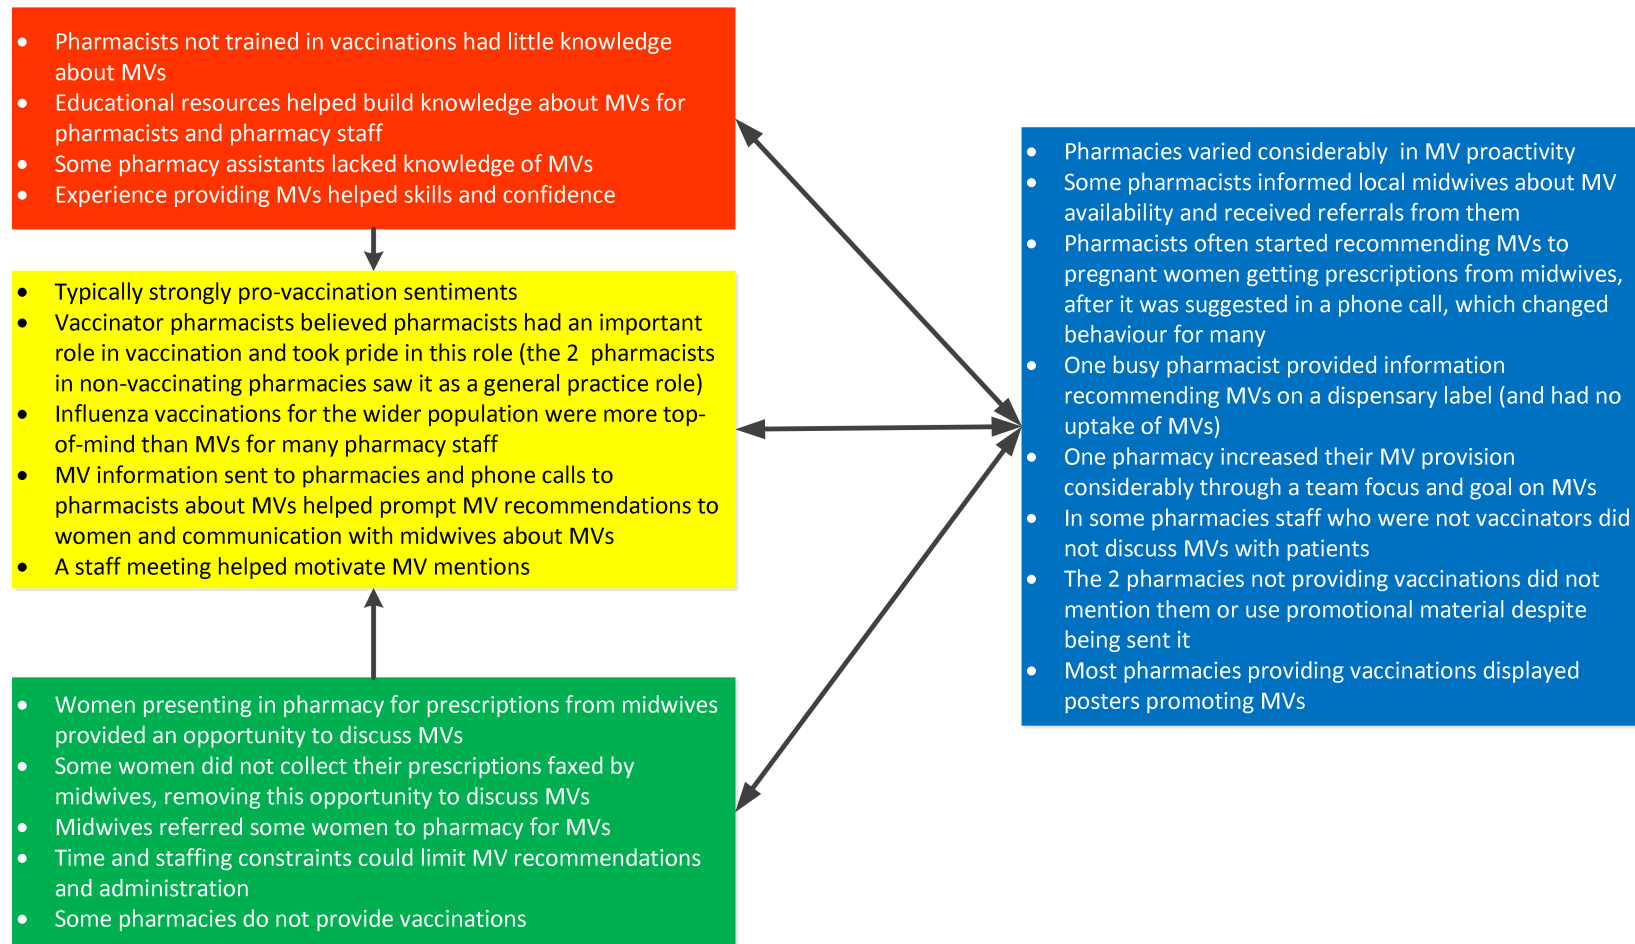 • Pharmacists not trained in vaccinations had little knowledge
about MVs
• Educational resources helped build knowledge about MVs for
pharmacists and pharmacy staff
• Some pharmacy assistants lacked knowledge of MVs
• Experience providing MVs helped skills and confidence
• Typically strongly pro-vaccination sentiments
• Vaccinator pharmacists believed pharmacists had an important
role in vaccination and took pride in this role (the 2 pharmacists
in non-vaccinating pharmacies saw it as a general practice role)
• Influenza vaccinations for the wider population were more top-
of-mind than MVs for many pharmacy staff
• MV information sent to pharmacies and phone calls to
pharmacists about MVs helped prompt MV recommendations to
women and communication with midwives about MVs
• A staff meeting helped motivate MV mentions
• Women presenting in pharmacy for prescriptions from midwives
provided an opportunity to discuss MVs
• Some women did not collect their prescriptions faxed by
midwives, removing this opportunity to discuss MVs
• Midwives referred some women to pharmacy for MVs
• Time and staffing constraints could limit MV recommendations
and administration
• Some pharmacies do not provide vaccinations
• Pharmacies varied considerably in MV proactivity
• Some pharmacists informed local midwives about MV
availability and received referrals from them
• Pharmacists often started recommending MVs to
pregnant women getting prescriptions from midwives,
after it was suggested in a phone call, which changed
behaviour for many
• One busy pharmacist provided information
recommending MVs on a dispensary label (and had no
uptake of MVs)
• One pharmacy increased their MV provision
considerably through a team focus and goal on MVs
• In some pharmacies staff who were not vaccinators did
not discuss MVs with patients
• The 2 pharmacies not providing vaccinations did not
mention them or use promotional material despite
being sent it
• Most pharmacies providing vaccinations displayed
posters promoting MVs